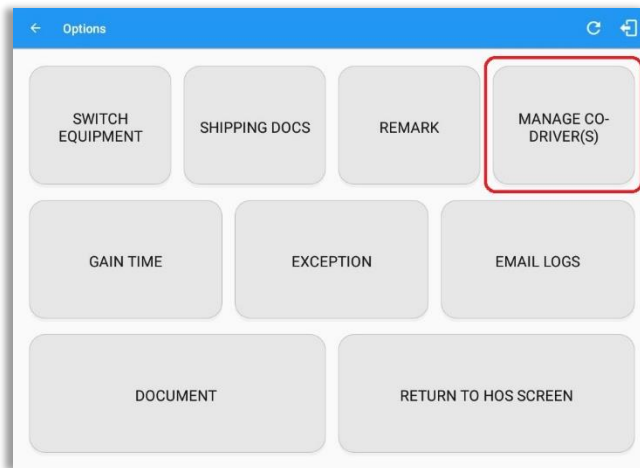 Options
SWITCH
EQUIPMENT
SHIPPING DOCS
REMARK
MANAGE CO-
DRIVER(S)
GAIN TIME
EXCEPTION
EMAIL LOGS
DOCUMENT
RETURN TO HOS SCREEN